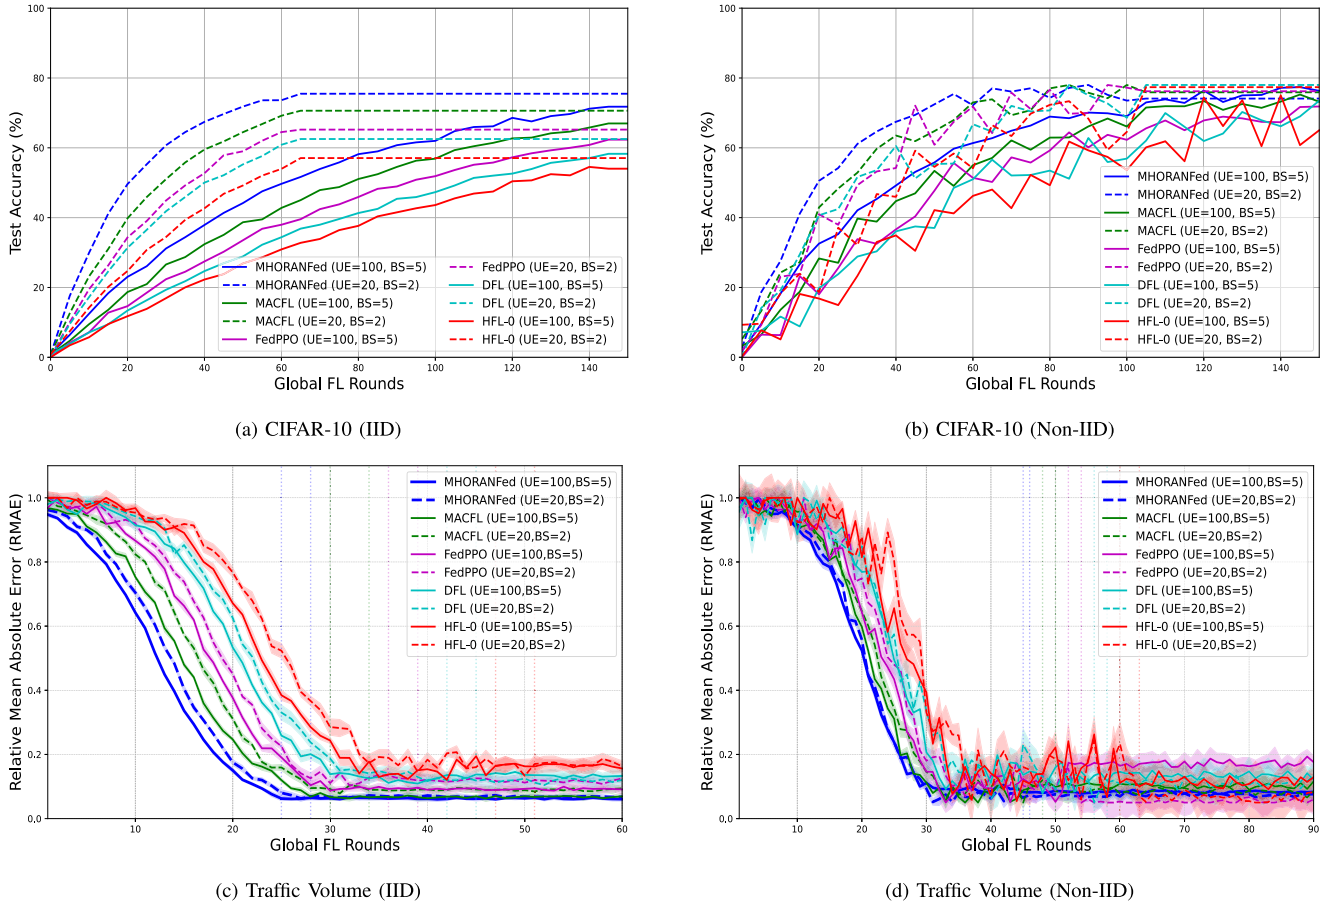 100
80
60
40
20
0
Test Accuracy (%)
0 20 40 60 80 100 120 140
Global FL Rounds
MHORANFed (UE=100, BS=5)
MHORANFed (UE=20, BS=2)
MACFL (UE=100, BS=5)
MACFL (UE=20, BS=2)
FedPPO (UE=100, BS=5)
FedPPO (UE=20, BS=2)
DFL (UE=100, BS=5)
DFL (UE=20, BS=2)
HFL-0 (UE=100, BS=5)
HFL-0 (UE=20, BS=2)
(a) CIFAR-10 (IID)
100
80
60
40
20
0
Test Accuracy (%)
0 20 40 60 80 100 120 140
Global FL Rounds
MHORANFed (UE=100, BS=5)
MHORANFed (UE=20, BS=2)
MACFL (UE=100, BS=5)
MACFL (UE=20, BS=2)
FedPPO (UE=100, BS=5)
FedPPO (UE=20, BS=2)
DFL (UE=100, BS=5)
DFL (UE=20, BS=2)
HFL-0 (UE=100, BS=5)
HFL-0 (UE=20, BS=2)
(b) CIFAR-10 (Non-IID)
1.0
0.8
0.6
0.4
0.2
0.0
Relative Mean Absolute Error (RMAE)
10 20 30 40 50 60
Global FL Rounds
MHORANFed (UE=100,BS=5)
MHORANFed (UE=20,BS=2)
MACFL (UE=100,BS=5)
MACFL (UE=20,BS=2)
FedPPO (UE=100,BS=5)
FedPPO (UE=20,BS=2)
DFL (UE=100,BS=5)
DFL (UE=20,BS=2)
HFL-0 (UE=100,BS=5)
HFL-0 (UE=20,BS=2)
(c) Traffic Volume (IID)
1.0
0.8
0.6
0.4
0.2
0.0
Relative Mean Absolute Error (RMAE)
10 20 30 40 50 60 70 80 90
Global FL Rounds
MHORANFed (UE=100,BS=5)
MHORANFed (UE=20,BS=2)
MACFL (UE=100,BS=5)
MACFL (UE=20,BS=2)
FedPPO (UE=100,BS=5)
FedPPO (UE=20,BS=2)
DFL (UE=100,BS=5)
DFL (UE=20,BS=2)
HFL-0 (UE=100,BS=5)
HFL-0 (UE=20,BS=2)
(d) Traffic Volume (Non-IID)